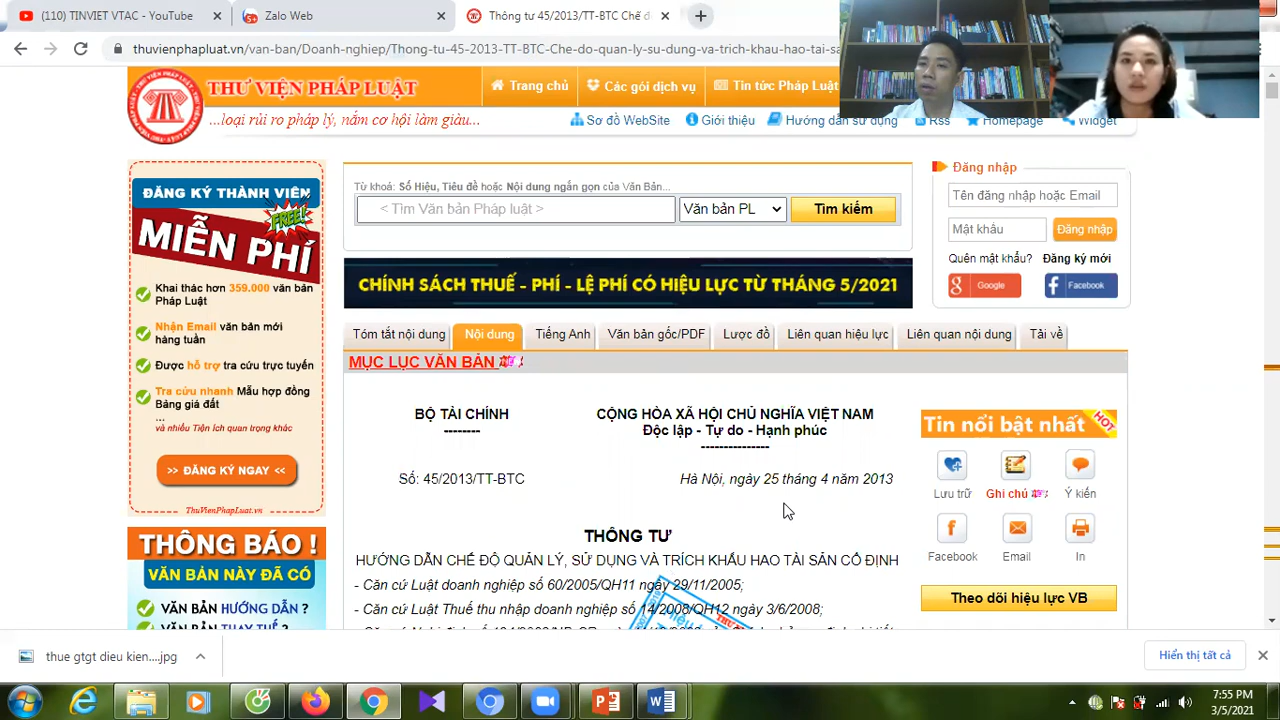 (110) TINVIET VTAC - YouTube
Zalo Web
Thông tư 45/2013/TT-BTC Chế đ
thuvienphapluat.vn/van-ban/Doanh-nghiep/Thong-tu-45-2013-TT-BTC-Che-do-quan-ly-su-dung-va-trich-khau-hao-tai-sa
THƯ VIỆN PHÁP LUẬT
...loại rủi ro pháp lý, nắm cơ hội làm giàu...
Trang chủ
Các gói dịch vụ
Tin tức Pháp Luật
Sơ đồ WebSite
Giới thiệu
Hướng dẫn sử dụng
Rss
Homepage
Widget
ĐĂNG KÝ THÀNH VIÊN
FREE!
MIỄN PHÍ
Khai thác hơn 359.000 văn bản
Pháp Luật
Nhận Email văn bản mới
hàng tuần
Được hỗ trợ tra cứu trực tuyến
Tra cứu nhanh Mẫu hợp đồng
Bảng giá đất
...
và nhiều Tiện ích quan trọng khác
>> ĐĂNG KÝ NGAY <<
ThuVienPhapLuat.vn
THÔNG BÁO !
VĂN BẢN NÀY ĐÃ CÓ
VĂN BẢN HƯỚNG DẪN ?
VĂN BẢN THAY THẾ ?
Từ khoá: Số Hiệu, Tiêu đề hoặc Nội dung ngắn gọn của Văn Bản...
< Tìm Văn bản Pháp luật >
Văn bản PL
Tìm kiếm
CHÍNH SÁCH THUẾ - PHÍ - LỆ PHÍ CÓ HIỆU LỰC TỪ THÁNG 5/2021
Đăng nhập
Tên đăng nhập hoặc Email
Mật khẩu
Đăng nhập
Quên mật khẩu?
Đăng ký mới
Google
Facebook
Tóm tắt nội dung
Nội dung
Tiếng Anh
Văn bản gốc/PDF
Lược đồ
Liên quan hiệu lực
Liên quan nội dung
Tải về
MỤC LỤC VĂN BẢN
BỘ TÀI CHÍNH
--------
CỘNG HÒA XÃ HỘI CHỦ NGHĨA VIỆT NAM
Độc lập - Tự do - Hạnh phúc
---------------
Số: 45/2013/TT-BTC
Hà Nội, ngày 25 tháng 4 năm 2013
THÔNG TƯ
HƯỚNG DẪN CHẾ ĐỘ QUẢN LÝ, SỬ DỤNG VÀ TRÍCH KHẤU HAO TÀI SẢN CỐ ĐỊNH
- Căn cứ Luật doanh nghiệp số 60/2005/QH11 ngày 29/11/2005;
- Căn cứ Luật Thuế thu nhập doanh nghiệp số 14/2008/QH12 ngày 3/6/2008;
Tin nổi bật nhất
HOT
Lưu trữ
Ghi chú
Ý kiến
Facebook
Email
In
Theo dõi hiệu lực VB
thue gtgt dieu kien....jpg
Hiển thị tất cả
7:55 PM
3/5/2021